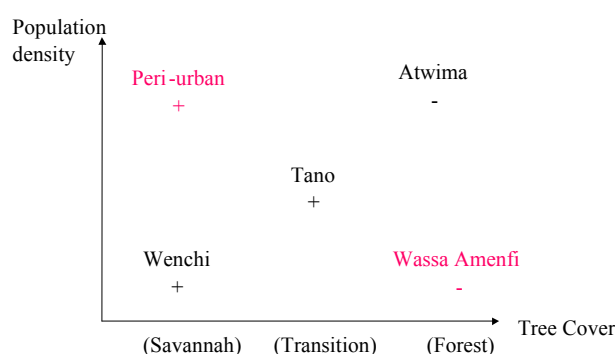 Population
density
Peri-urban
+
Atwima
-
Tano
+
Wenchi
+
Wassa Amenfi
-
Tree Cover
(Savannah) (Transition) (Forest)